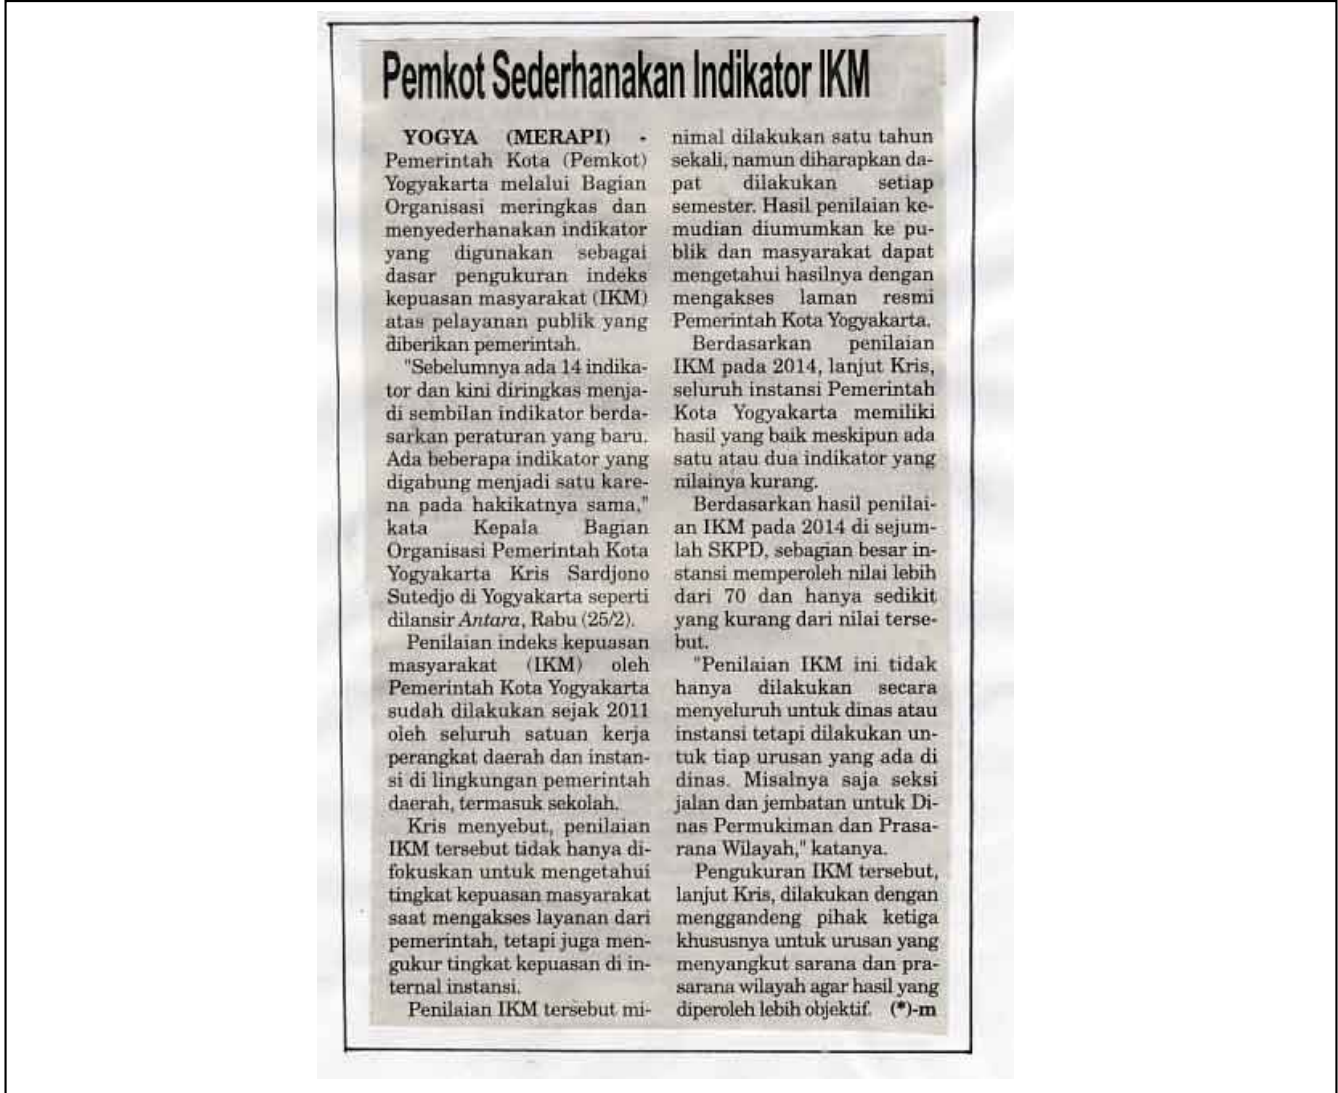 Pemkot Sederhanakan Indikator IKM
YOGYA (MERAPI) -
Pemerintah Kota (Pemkot)
Yogyakarta melalui Bagian
Organisasi meringkas dan
menyederhanakan indikator
yang digunakan sebagai
dasar pengukuran indeks
kepuasan masyarakat (IKM)
atas pelayanan publik yang
diberikan pemerintah.
"Sebelumnya ada 14 indika-
tor dan kini diringkas menja-
di sembilan indikator berda-
sarkan peraturan yang baru.
Ada beberapa indikator yang
digabung menjadi satu kare-
na pada hakikatnya sama,"
kata Kepala Bagian
Organisasi Pemerintah Kota
Yogyakarta Kris Sardjono
Sutedjo di Yogyakarta seperti
dilansir Antara, Rabu (25/2).
Penilaian indeks kepuasan
masyarakat (IKM) oleh
Pemerintah Kota Yogyakarta
sudah dilakukan sejak 2011
oleh seluruh satuan kerja
perangkat daerah dan instan-
si di lingkungan pemerintah
daerah, termasuk sekolah.
Kris menyebut, penilaian
IKM tersebut tidak hanya di-
fokuskan untuk mengetahui
tingkat kepuasan masyarakat
saat mengakses layanan dari
pemerintah, tetapi juga men-
gukur tingkat kepuasan di in-
ternal instansi.
Penilaian IKM tersebut mi-
nimal dilakukan satu tahun
sekali, namun diharapkan da-
pat dilakukan setiap
semester. Hasil penilaian ke-
mudian diumumkan ke pu-
blik dan masyarakat dapat
mengetahui hasilnya dengan
mengakses laman resmi
Pemerintah Kota Yogyakarta.
Berdasarkan penilaian
IKM pada 2014, lanjut Kris,
seluruh instansi Pemerintah
Kota Yogyakarta memiliki
hasil yang baik meskipun ada
satu atau dua indikator yang
nilainya kurang.
Berdasarkan hasil penilai-
an IKM pada 2014 di sejum-
lah SKPD, sebagian besar in-
stansi memperoleh nilai lebih
dari 70 dan hanya sedikit
yang kurang dari nilai terse-
but.
"Penilaian IKM ini tidak
hanya dilakukan secara
menyeluruh untuk dinas atau
instansi tetapi dilakukan un-
tuk tiap urusan yang ada di
dinas. Misalnya saja seksi
jalan dan jembatan untuk Di-
nas Permukiman dan Prasa-
rana Wilayah," katanya.
Pengukuran IKM tersebut,
lanjut Kris, dilakukan dengan
menggandeng pihak ketiga
khususnya untuk urusan yang
menyangkut sarana dan pra-
sarana wilayah agar hasil yang
diperoleh lebih objektif. (*)-m